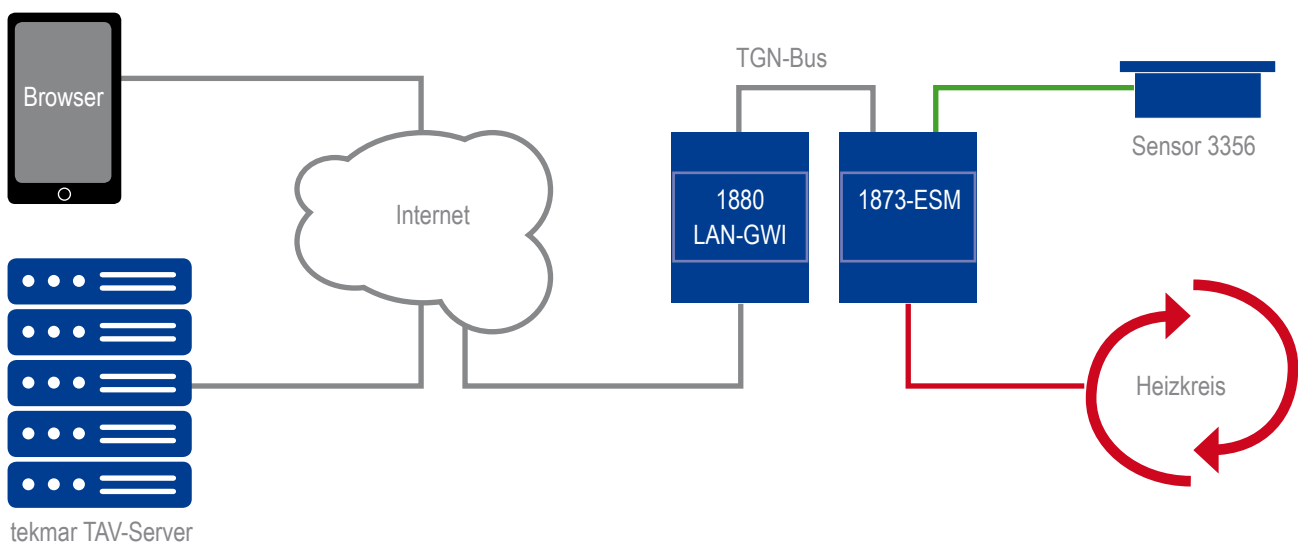 Browser
TGN-Bus
Sensor 3356
Internet
1880
LAN-GWI
1873-ESM
Heizkreis
tekmar TAV-Server